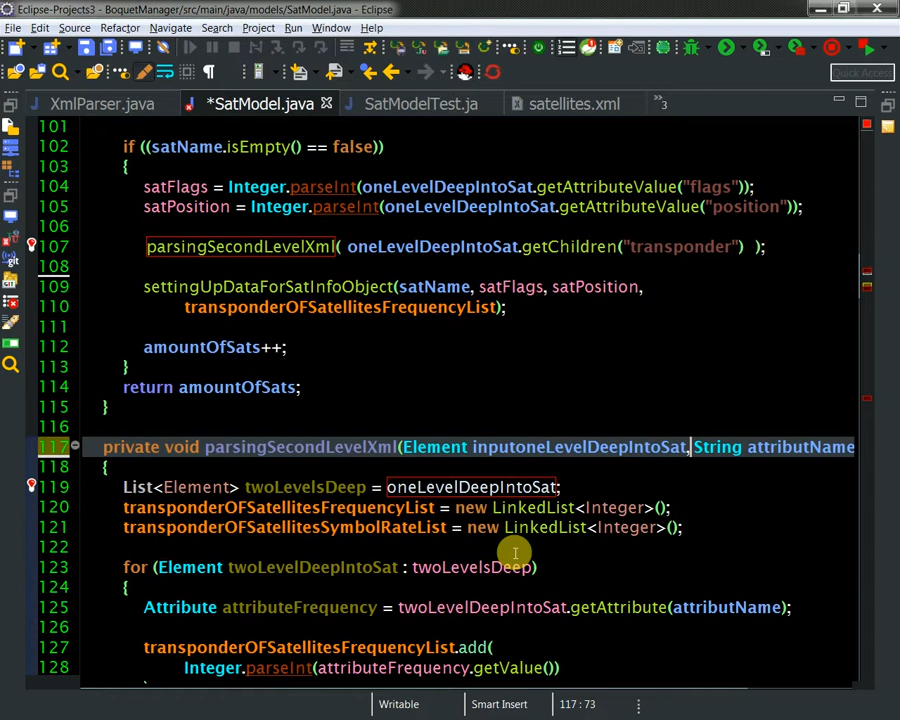 Eclipse-Projects3 - BoquetManager/src/main/java/models/SatModel.java - Eclipse
File Edit Source Refactor Navigate Search Project Run Window Help
Quick Access
XmlParser.java *SatModel.java SatModelTest.ja satellites.xml »3
101
102 if ((satName.isEmpty() == false))
103 {
104 satFlags = Integer.parseInt(oneLevelDeepIntoSat.getAttributeValue("flags"));
105 satPosition = Integer.parseInt(oneLevelDeepIntoSat.getAttributeValue("position"));
106
107 parsingSecondLevelXml( oneLevelDeepIntoSat.getChildren("transponder") );
108
109 settingUpDataForSatInfoObject(satName, satFlags, satPosition,
110 transponderOFSatellitesFrequencyList);
111
112 amountOfSats++;
113 }
114 return amountOfSats;
115 }
116
117 private void parsingSecondLevelXml(Element inputoneLevelDeepIntoSat,String attributName
118 {
119 List<Element> twoLevelsDeep = oneLevelDeepIntoSat;
120 transponderOFSatellitesFrequencyList = new LinkedList<Integer>();
121 transponderOFSatellitesSymbolRateList = new LinkedList<Integer>();
122
123 for (Element twoLevelDeepIntoSat : twoLevelsDeep)
124 {
125 Attribute attributeFrequency = twoLevelDeepIntoSat.getAttribute(attributName);
126
127 transponderOFSatellitesFrequencyList.add(
128 Integer.parseInt(attributeFrequency.getValue())
Writable Smart Insert 117 : 73